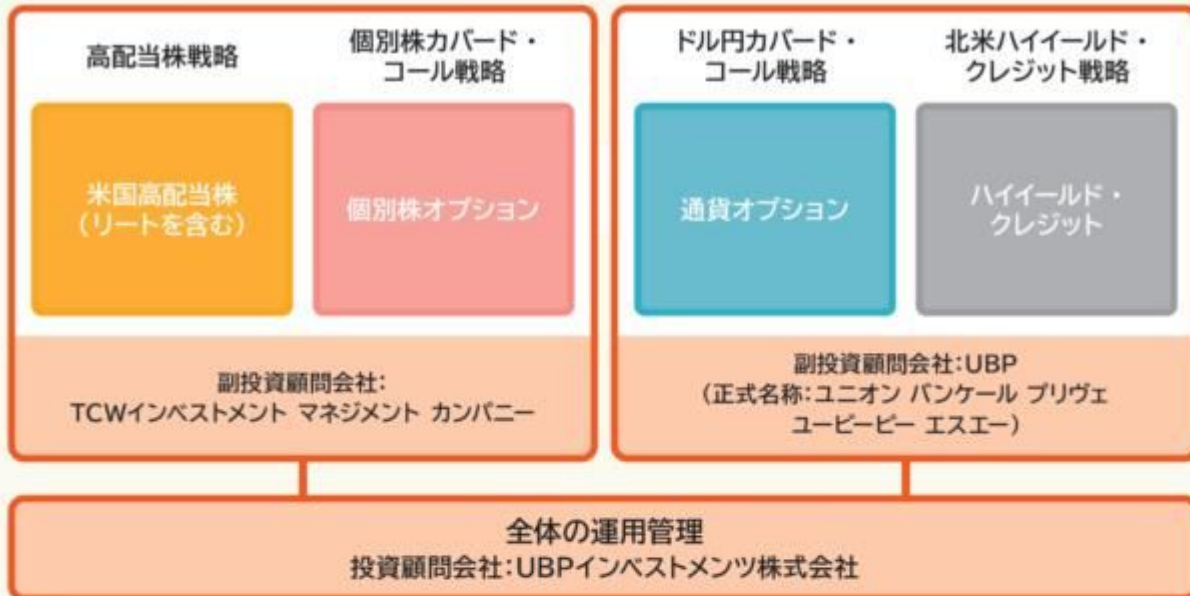 高配当株戦略
個別株カバード・
コール戦略
米国高配当株
(リートを含む)
個別株オプション
副投資顧問会社:
TCWインベストメント マネジメント カンパニー
ドル円カバード・
コール戦略
北米ハイイールド・
クレジット戦略
通貨オプション
ハイイールド・
クレジット
副投資顧問会社:UBP
(正式名称:ユニオン バンケール プリヴェ
ユービーピー エスエー)
全体の運用管理
投資顧問会社:UBPインベストメンツ株式会社